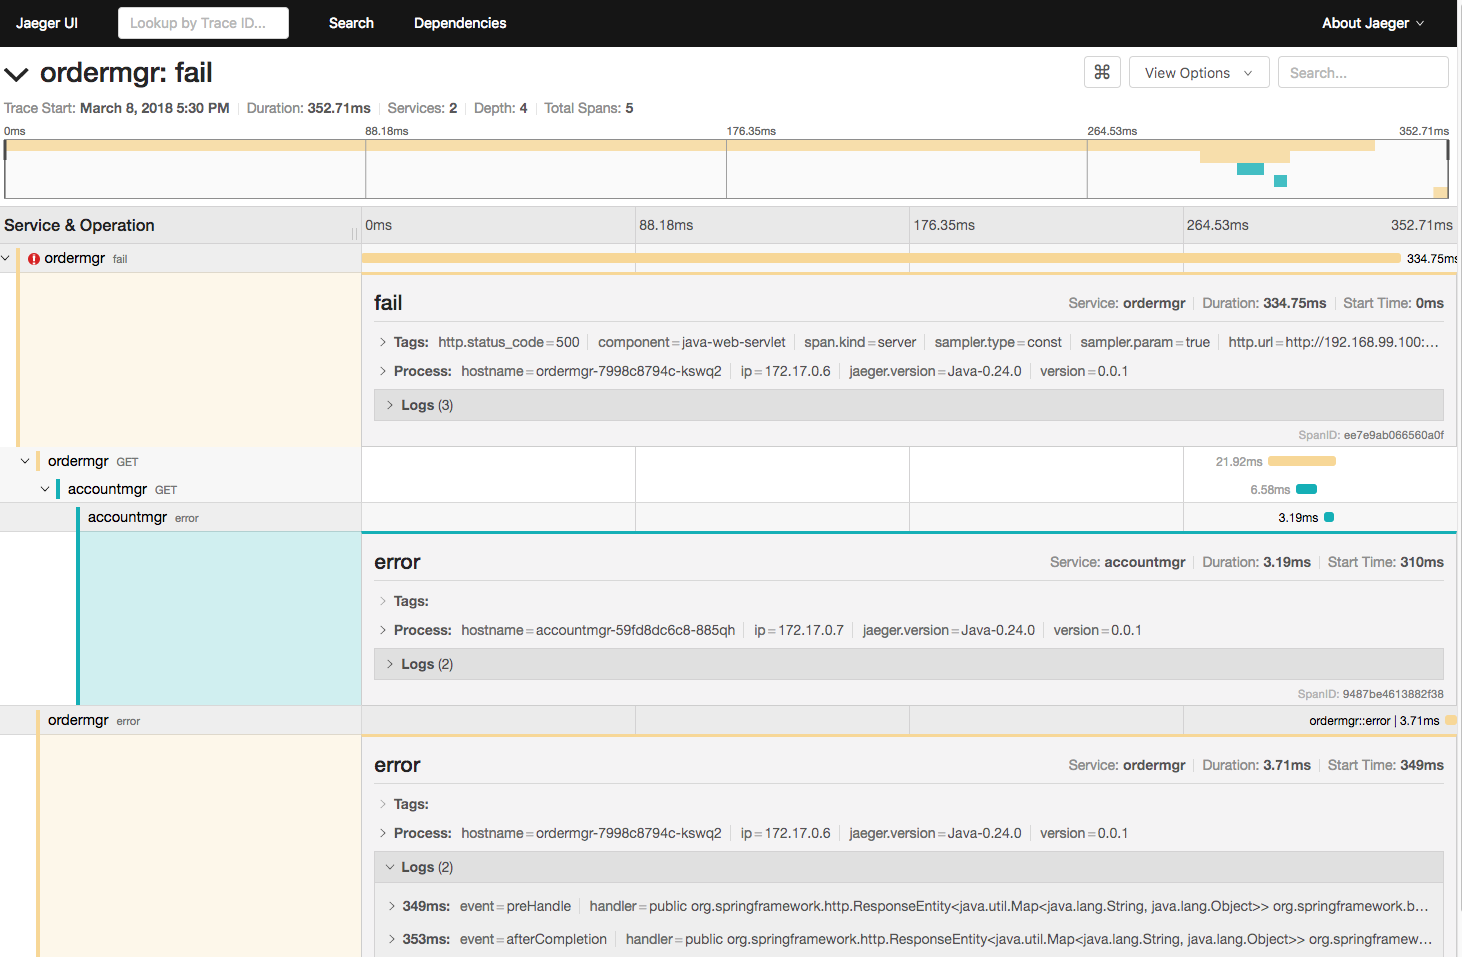 Jaeger UI Lookup by Trace ID... Search Dependencies About Jaeger
ordermgr: fail ⌘ View Options Search...
Trace Start: March 8, 2018 5:30 PM Duration: 352.71ms Services: 2 Depth: 4 Total Spans: 5
0ms 88.18ms 176.35ms 264.53ms 352.71ms
Service & Operation 0ms 88.18ms 176.35ms 264.53ms 352.71ms
ordermgr fail 334.75ms
fail Service: ordermgr Duration: 334.75ms Start Time: 0ms
Tags: http.status_code=500 component=java-web-servlet span.kind=server sampler.type=const sampler.param=true http.url=http://192.168.99.100:...
Process: hostname=ordermgr-7998c8794c-kswq2 ip=172.17.0.6 jaeger.version=Java-0.24.0 version=0.0.1
Logs (3)
SpanID: ee7e9ab066560a0f
ordermgr GET 21.92ms
accountmgr GET 6.58ms
accountmgr error 3.19ms
error Service: accountmgr Duration: 3.19ms Start Time: 310ms
Tags:
Process: hostname=accountmgr-59fd8dc6c8-885qh ip=172.17.0.7 jaeger.version=Java-0.24.0 version=0.0.1
Logs (2)
SpanID: 9487be4613882f38
ordermgr error ordermgr::error | 3.71ms
error Service: ordermgr Duration: 3.71ms Start Time: 349ms
Tags:
Process: hostname=ordermgr-7998c8794c-kswq2 ip=172.17.0.6 jaeger.version=Java-0.24.0 version=0.0.1
Logs (2)
349ms: event=preHandle handler=public org.springframework.http.ResponseEntity<java.util.Map<java.lang.String, java.lang.Object>> org.springframework.b...
353ms: event=afterCompletion handler=public org.springframework.http.ResponseEntity<java.util.Map<java.lang.String, java.lang.Object>> org.springframew...